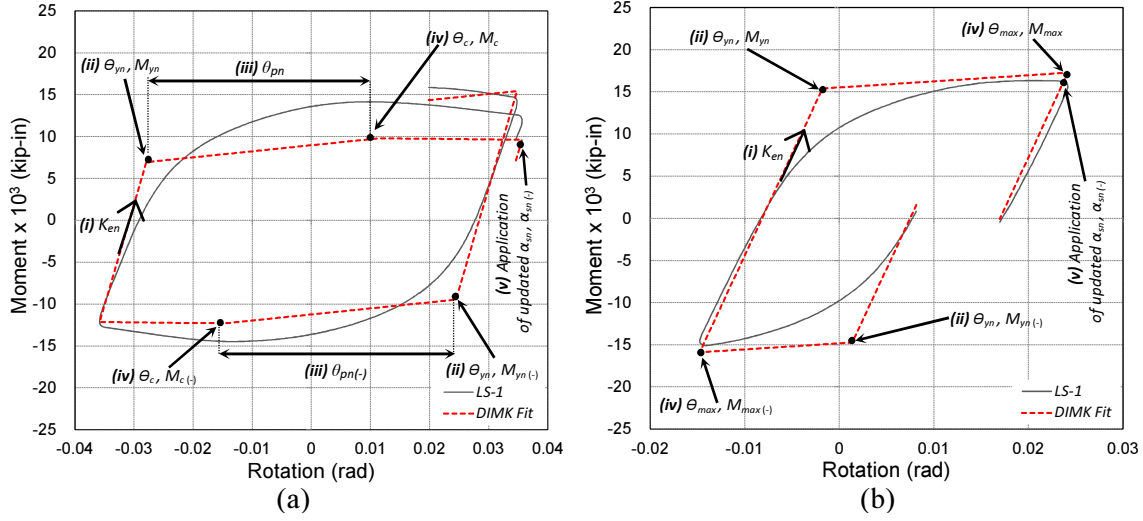 (a)
25
20
15
10
5
0
-5
-10
-15
-20
-25
Moment x 10³ (kip-in)
-0.04 -0.03 -0.02 -0.01 0 0.01 0.02 0.03 0.04
Rotation (rad)
(i) Ken
(ii) Θyn, Myn
(iii) θpn
(iv) Θc, Mc
(v) Application
of updated αsn, αsn(-)
(iv) Θc, Mc(-)
(iii) θpn(-)
(ii) Θyn, Myn(-)
LS-1
DIMK Fit
(a)
25
20
15
10
5
0
-5
-10
-15
-20
-25
Moment x 10³ (kip-in)
-0.02 -0.01 0 0.01 0.02 0.03
Rotation (rad)
(ii) Θyn, Myn
(iv) Θmax, Mmax
(i) Ken
(v) Application
of updated αsn, αsn(-)
(ii) Θyn, Myn(-)
(iv) Θmax, Mmax(-)
LS-1
DIMK Fit
(b)